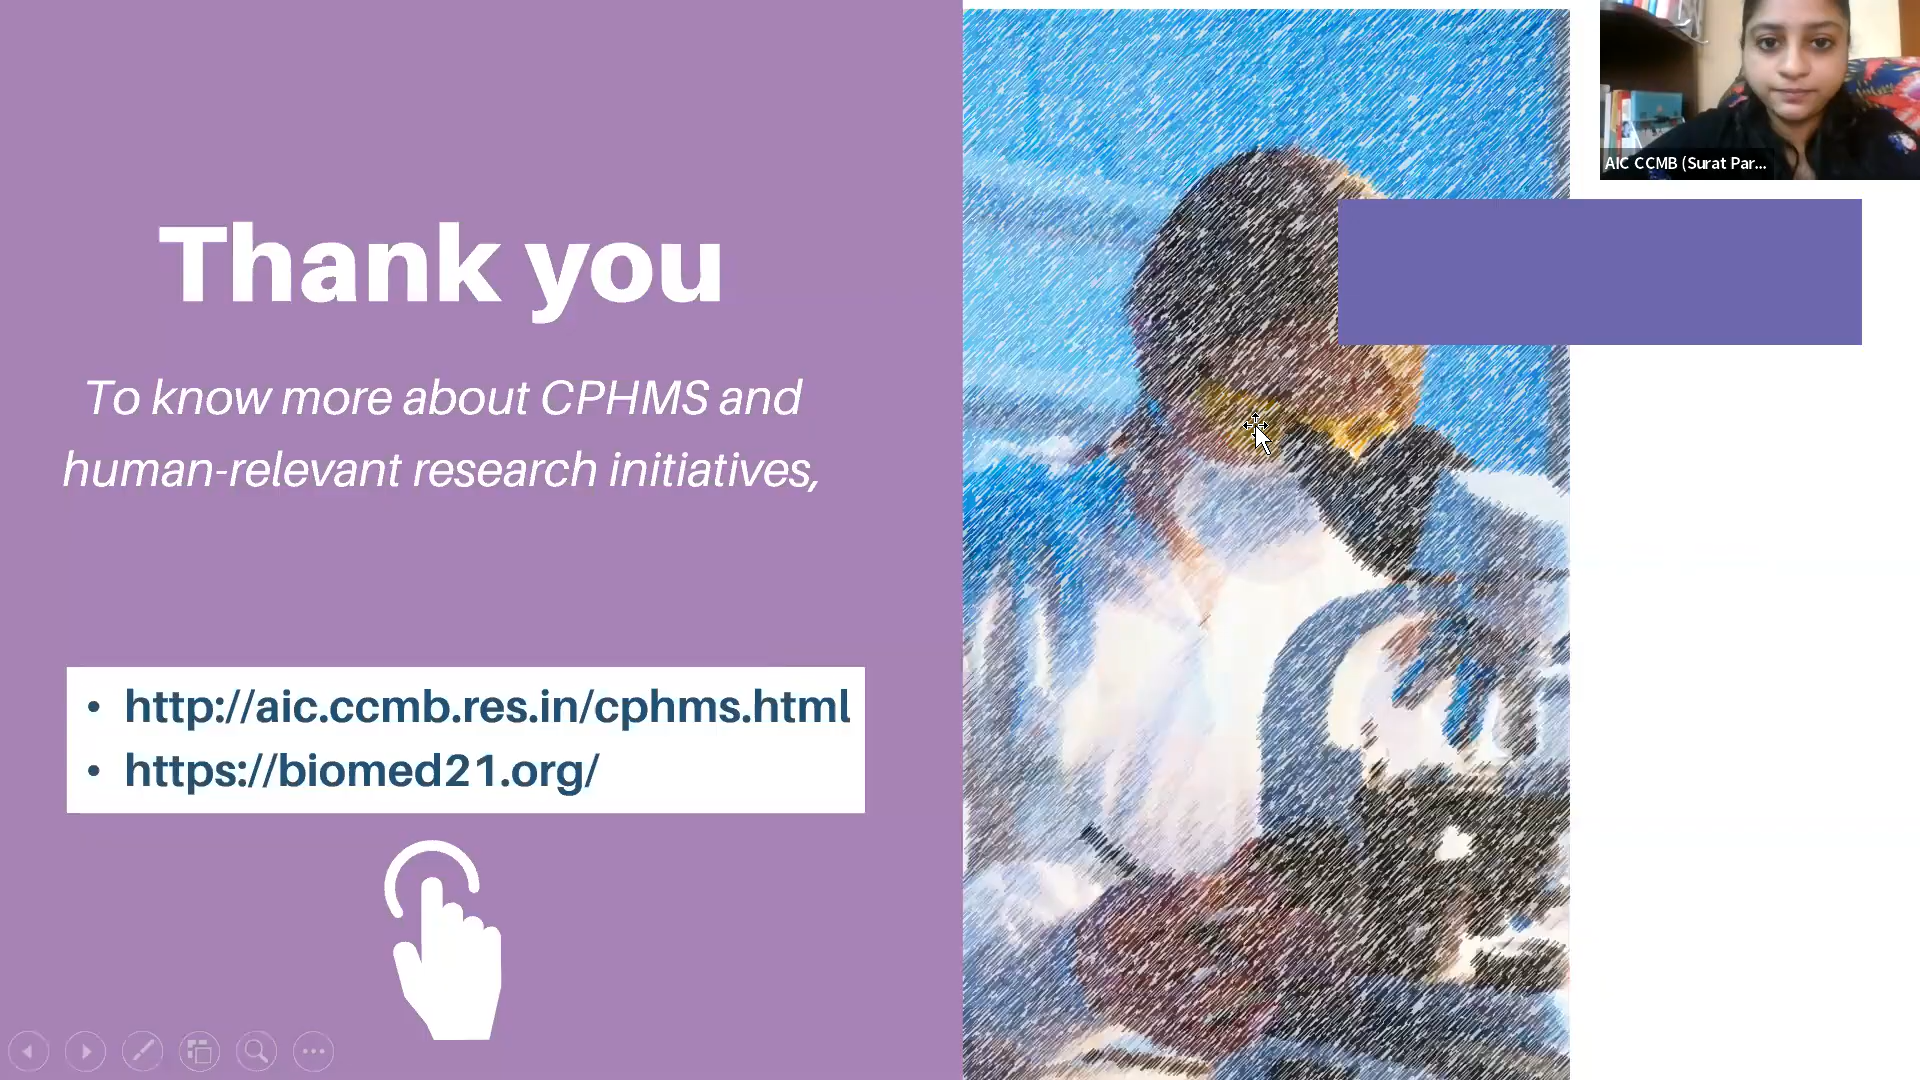 Thank you
To know more about CPHMS and
human-relevant research initiatives,
• http://aic.ccmb.res.in/cphms.html
• https://biomed21.org/
AIC CCMB (Surat Par...